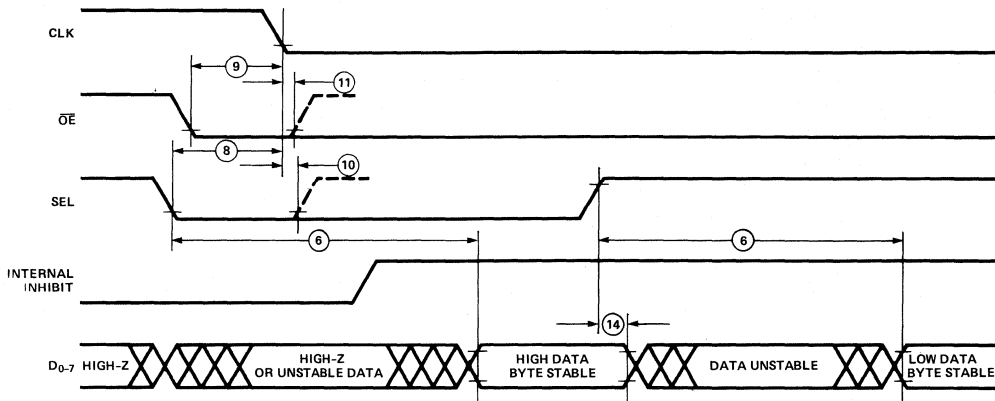 CLK
9
11
OE
8
10
SEL
6
6
INTERNAL
INHIBIT
14
D0-7 HIGH-Z
HIGH-Z
OR UNSTABLE DATA
HIGH DATA
BYTE STABLE
DATA UNSTABLE
LOW DATA
BYTE STABLE